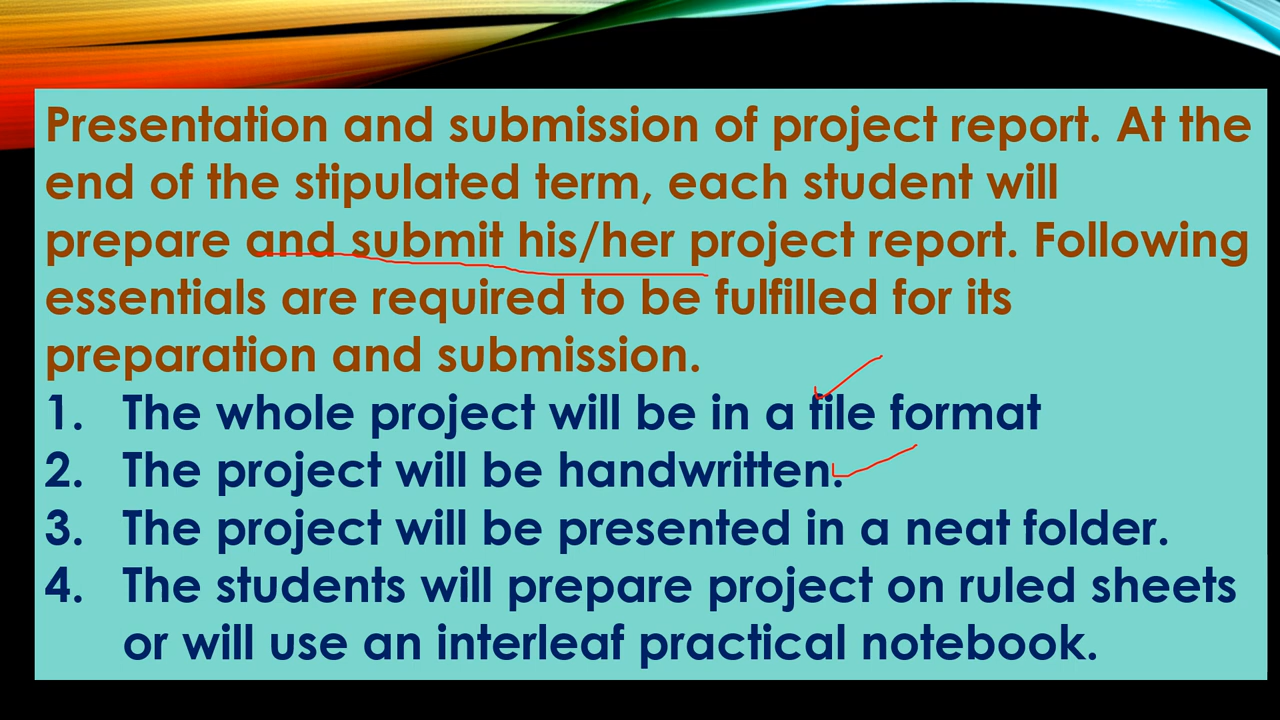 Presentation and submission of project report. At the
end of the stipulated term, each student will
prepare and submit his/her project report. Following
essentials are required to be fulfilled for its
preparation and submission.
1. The whole project will be in a file format
2. The project will be handwritten.
3. The project will be presented in a neat folder.
4. The students will prepare project on ruled sheets
or will use an interleaf practical notebook.